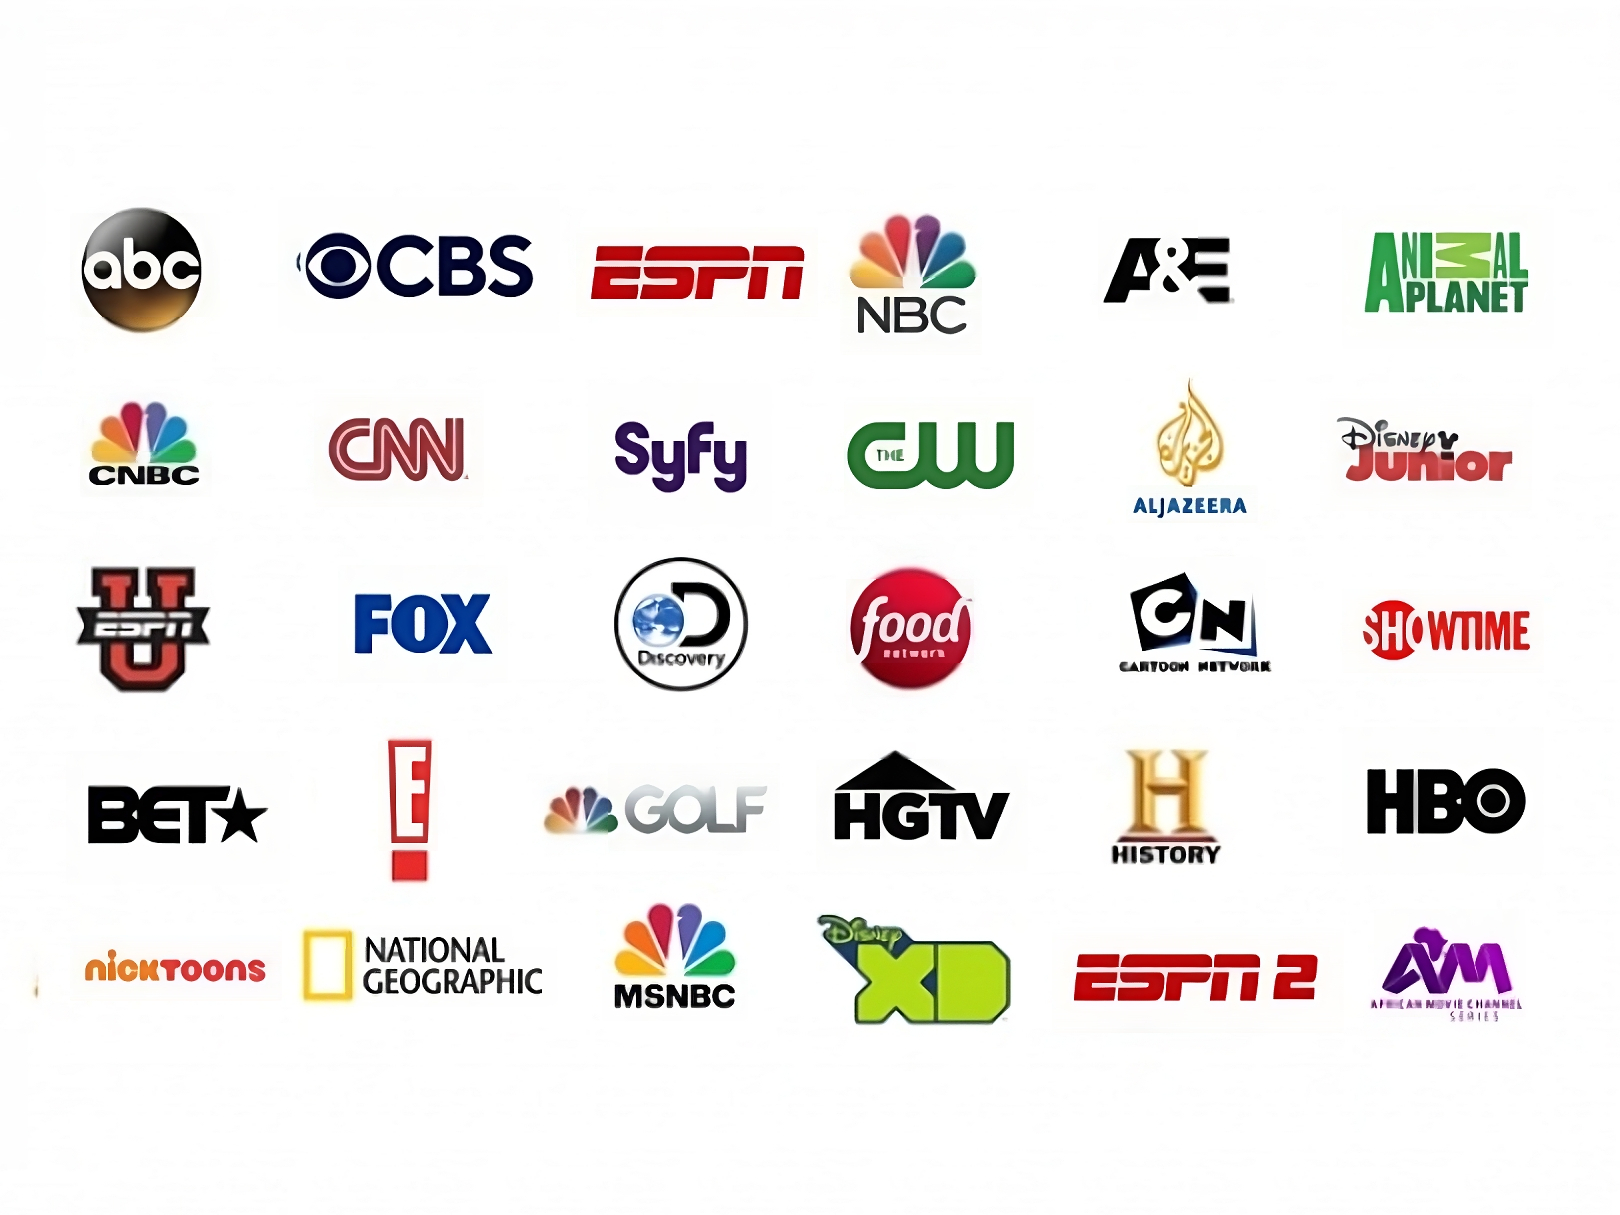 abc
CBS
ESPN
NBC
A&E
ANIMAL
PLANET
CNBC
CNN
Syfy
THE CW
ALJAZEERA
Disney
Junior
U
ESPN
FOX
D
Discovery
food
network
CN
CARTOON NETWORK
SHOWTIME
BET
E!
GOLF
HGTV
H
HISTORY
HBO
nicktoons
NATIONAL
GEOGRAPHIC
MSNBC
Disney
XD
ESPN 2
AM
AFRICAN MOVIE CHANNEL
SERIES